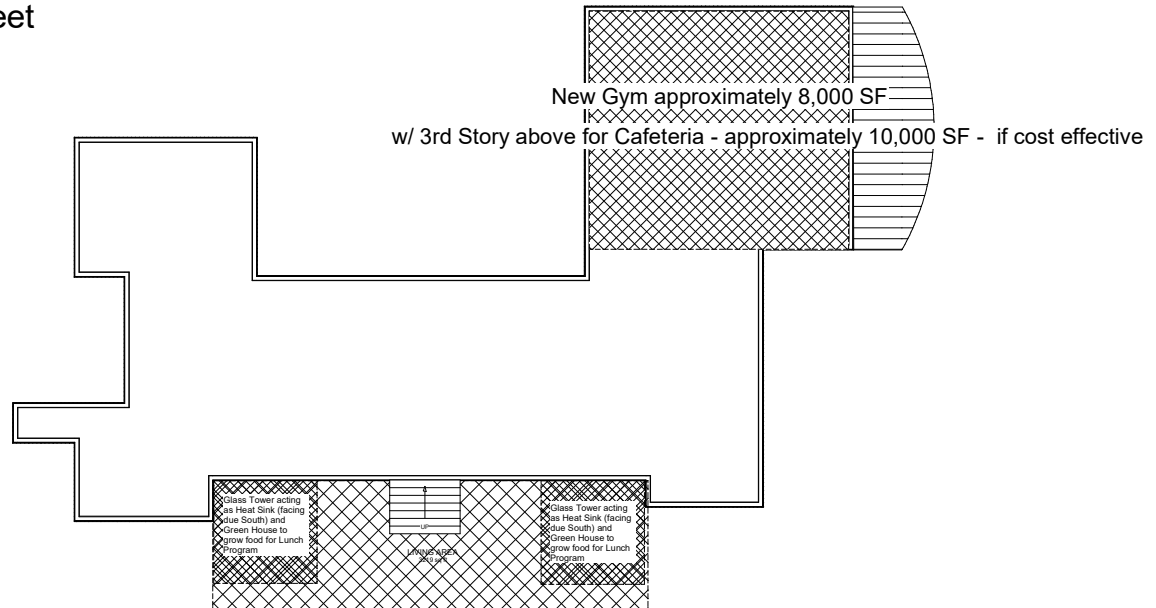 eet
New Gym approximately 8,000 SF
w/ 3rd Story above for Cafeteria - approximately 10,000 SF - if cost effective
Glass Tower acting
as Heat Sink (facing
due South) and
Green House to
grow food for Lunch
Program
UP
LIVING AREA
sq ft
Glass Tower acting
as Heat Sink (facing
due South) and
Green House to
grow food for Lunch
Program